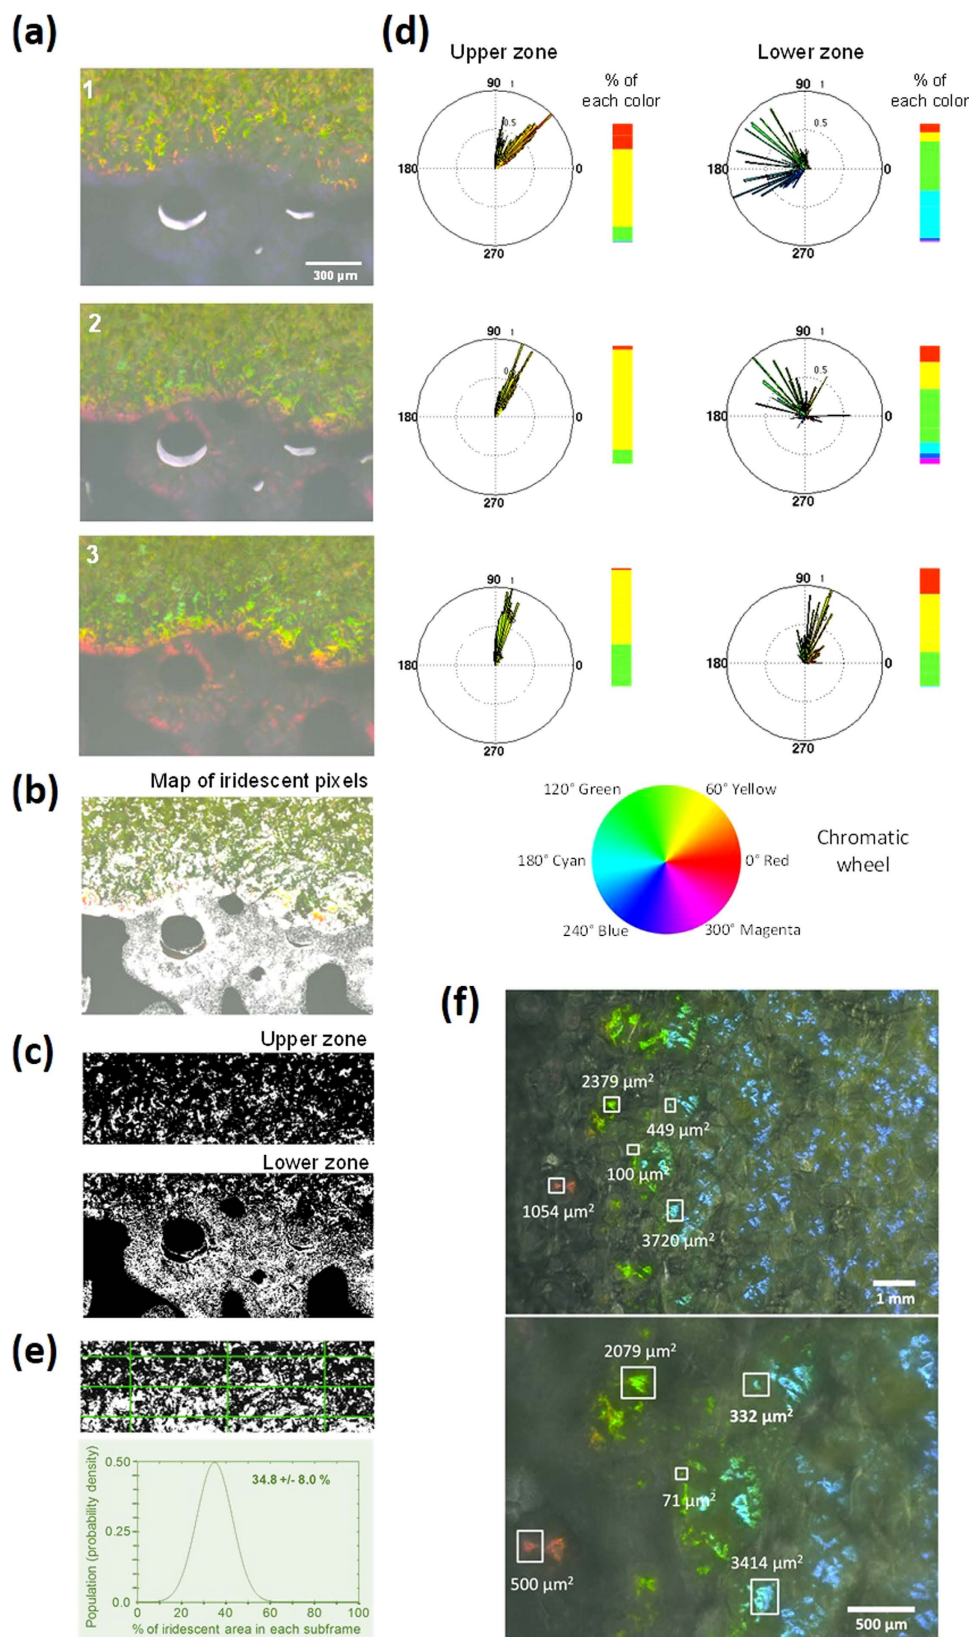 (a)
1
300 µm
2
3
(b)
Map of iridescent pixels
(c)
Upper zone
Lower zone
(e)
34.8 +/- 8.0 %
Population (probability density)
0.50
0.25
0.0
0 20 40 60 80 100
% of iridescent area in each subframe
(d)
Upper zone
Lower zone
% of
each color
% of
each color
90 1
0.5
180 0
270
90 1
0.5
180 0
270
90 1
180 0
270
90 1
0.5
180 0
270
90 1
180 0
270
90 1
180 0
270
120° Green
60° Yellow
180° Cyan
0° Red
240° Blue
300° Magenta
Chromatic
wheel
(f)
2379 µm²
449 µm²
100 µm²
1054 µm²
3720 µm²
1 mm
2079 µm²
332 µm²
71 µm²
500 µm²
3414 µm²
500 µm